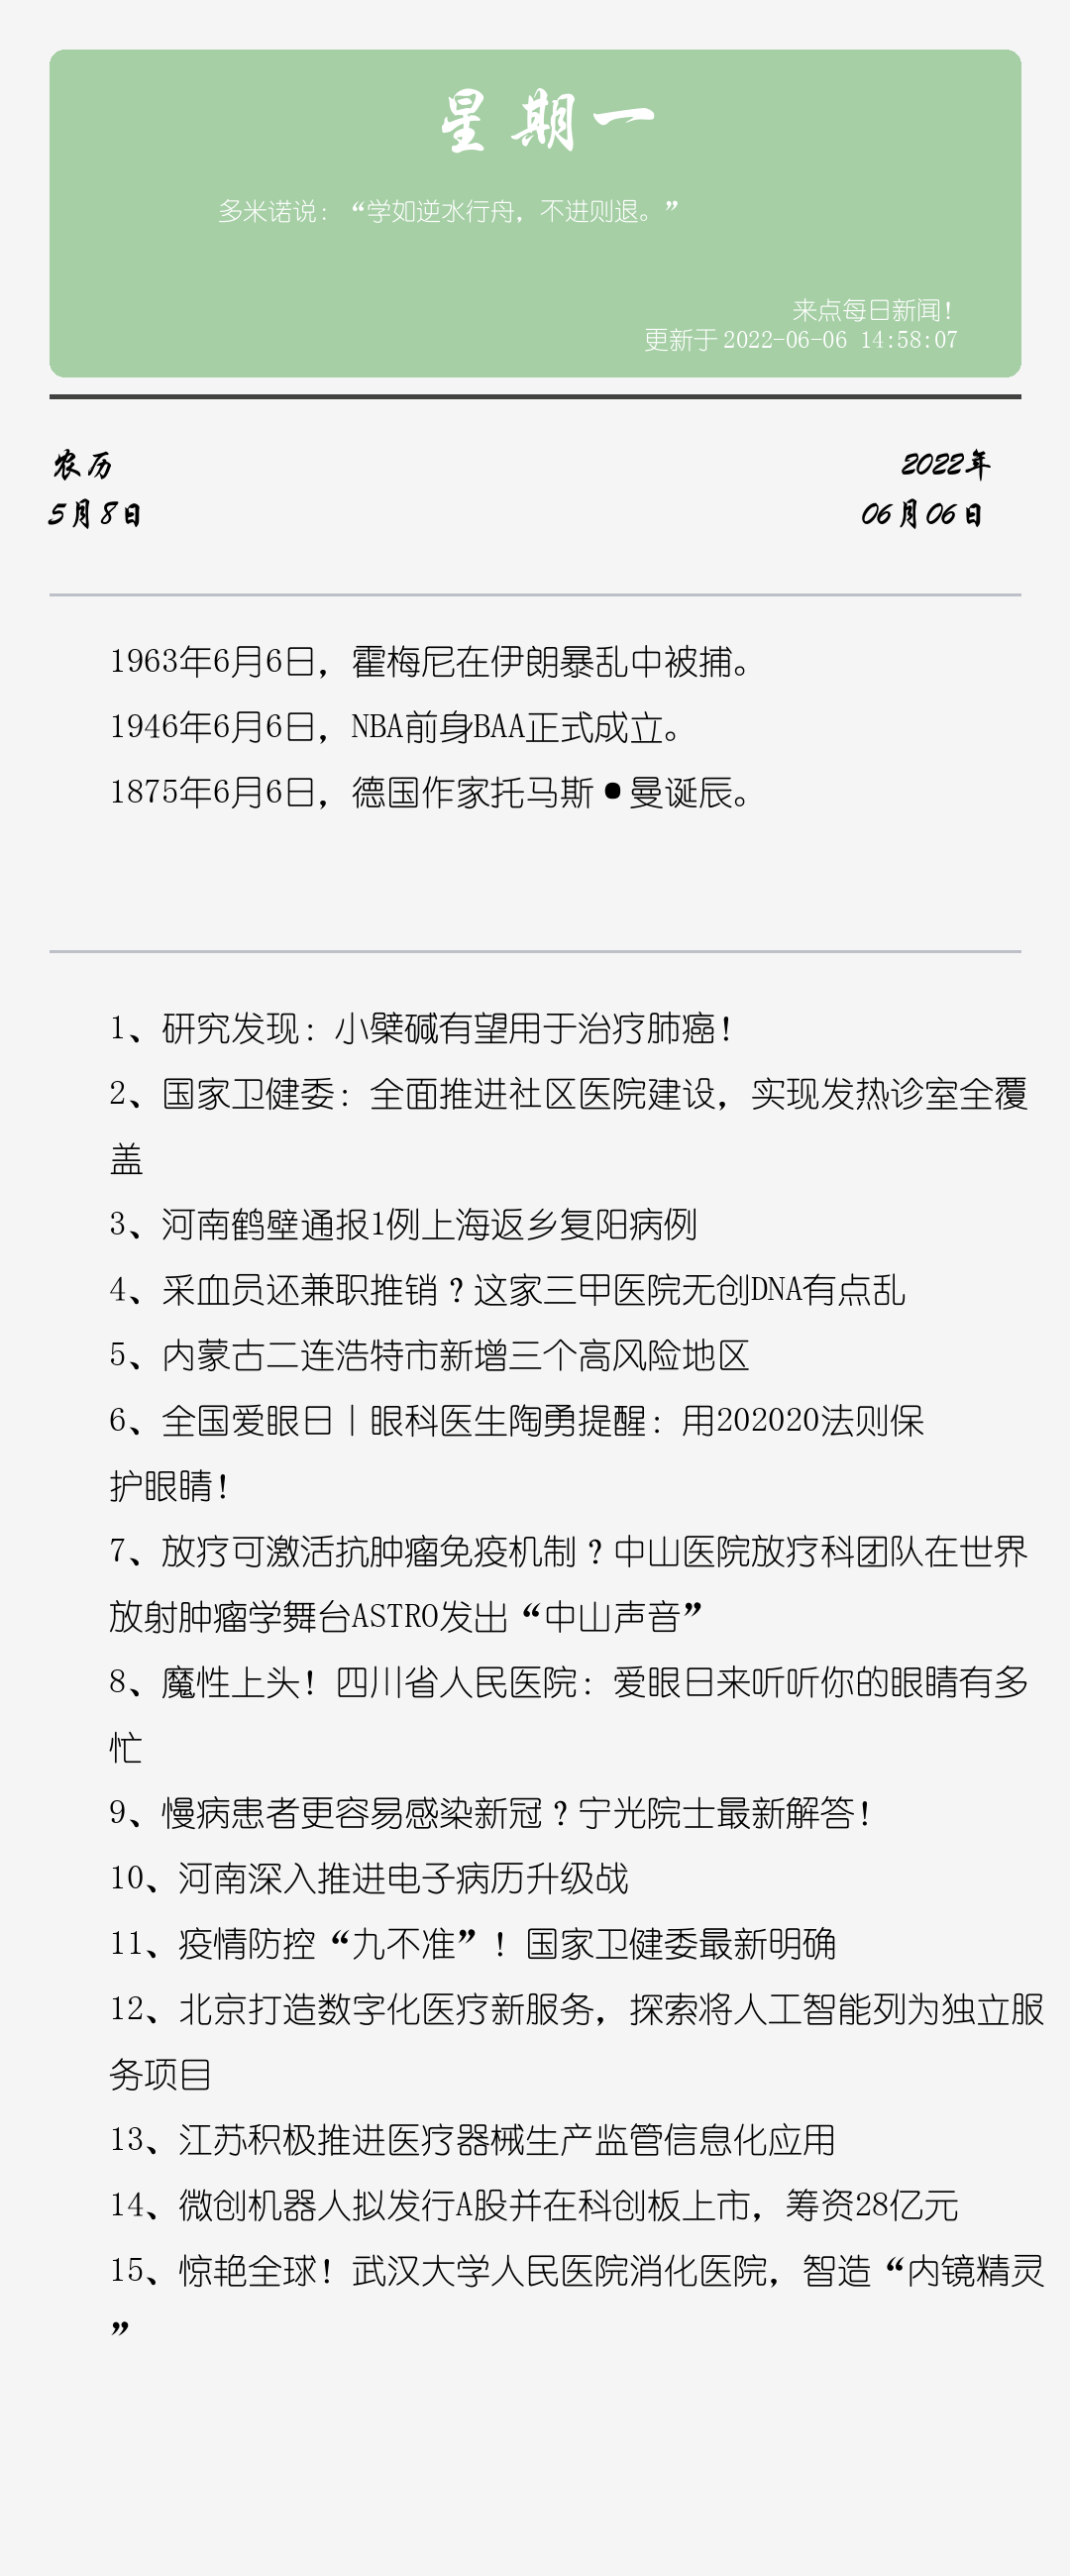 星期一
多米诺说：“学如逆水行舟，不进则退。”
来点每日新闻！
更新于 2022-06-06 14:58:07
农历
5月8日
2022年
06月06日
1963年6月6日，霍梅尼在伊朗暴乱中被捕。
1946年6月6日，NBA前身BAA正式成立。
1875年6月6日，德国作家托马斯•曼诞辰。
1、研究发现：小檗碱有望用于治疗肺癌！
2、国家卫健委：全面推进社区医院建设，实现发热诊室全覆
盖
3、河南鹤壁通报1例上海返乡复阳病例
4、采血员还兼职推销？这家三甲医院无创DNA有点乱
5、内蒙古二连浩特市新增三个高风险地区
6、全国爱眼日丨眼科医生陶勇提醒：用202020法则保
护眼睛！
7、放疗可激活抗肿瘤免疫机制？中山医院放疗科团队在世界
放射肿瘤学舞台ASTRO发出“中山声音”
8、魔性上头！四川省人民医院：爱眼日来听听你的眼睛有多
忙
9、慢病患者更容易感染新冠？宁光院士最新解答！
10、河南深入推进电子病历升级战
11、疫情防控“九不准”！国家卫健委最新明确
12、北京打造数字化医疗新服务，探索将人工智能列为独立服
务项目
13、江苏积极推进医疗器械生产监管信息化应用
14、微创机器人拟发行A股并在科创板上市，筹资28亿元
15、惊艳全球！武汉大学人民医院消化医院，智造“内镜精灵
”